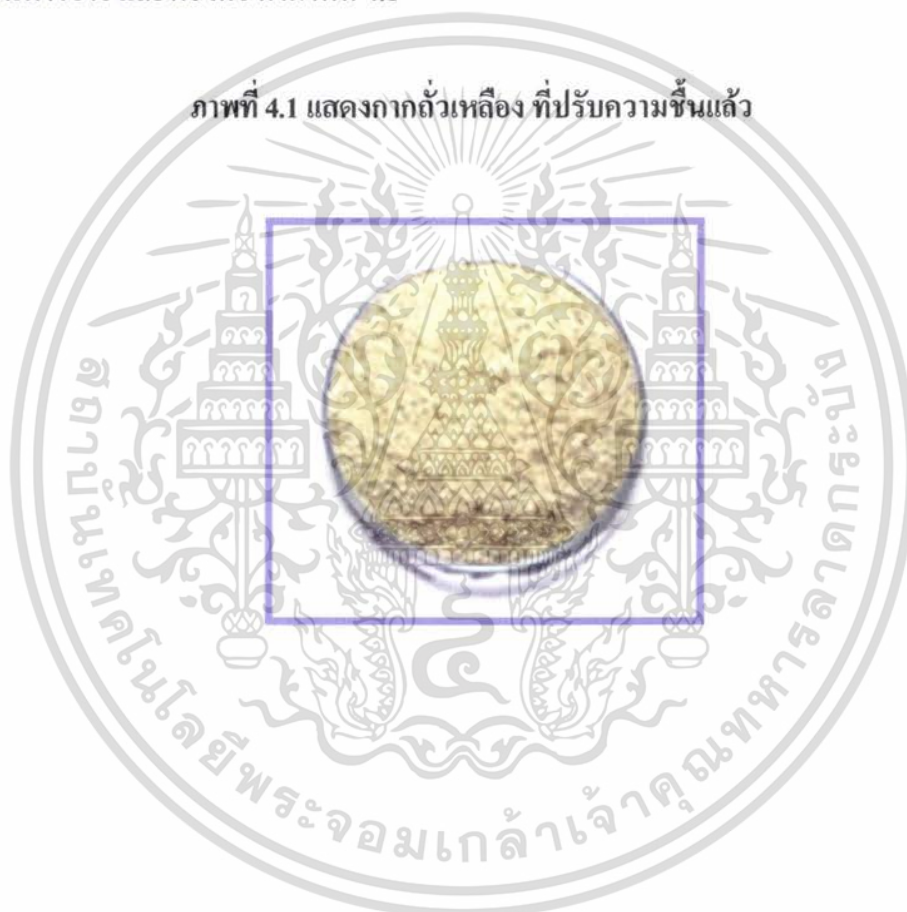 ภาพที่ 4.1 แสดงกากถั่วเหลือง ที่ปรับความชื้นแล้ว
สถาบันเทคโนโลยีพระจอมเกล้าเจ้าคุณทหารลาดกระบัง